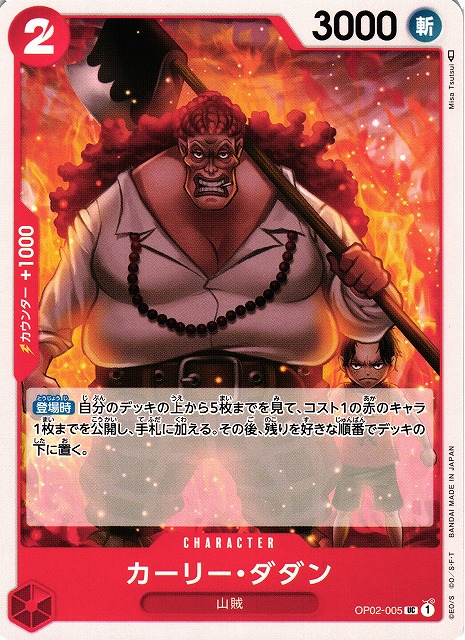 2
3000
斬
Misa Tsutsui
カウンター +1000
登場時 自分のデッキの上から5枚までを見て、コスト1の赤のキャラ
1枚までを公開し、手札に加える。その後、残りを好きな順番でデッキの
下に置く。
CHARACTER
カーリー・ダダン
山賊
OP02-005 UC 1
©E/S ©O/S・F・T BANDAI MADE IN JAPAN